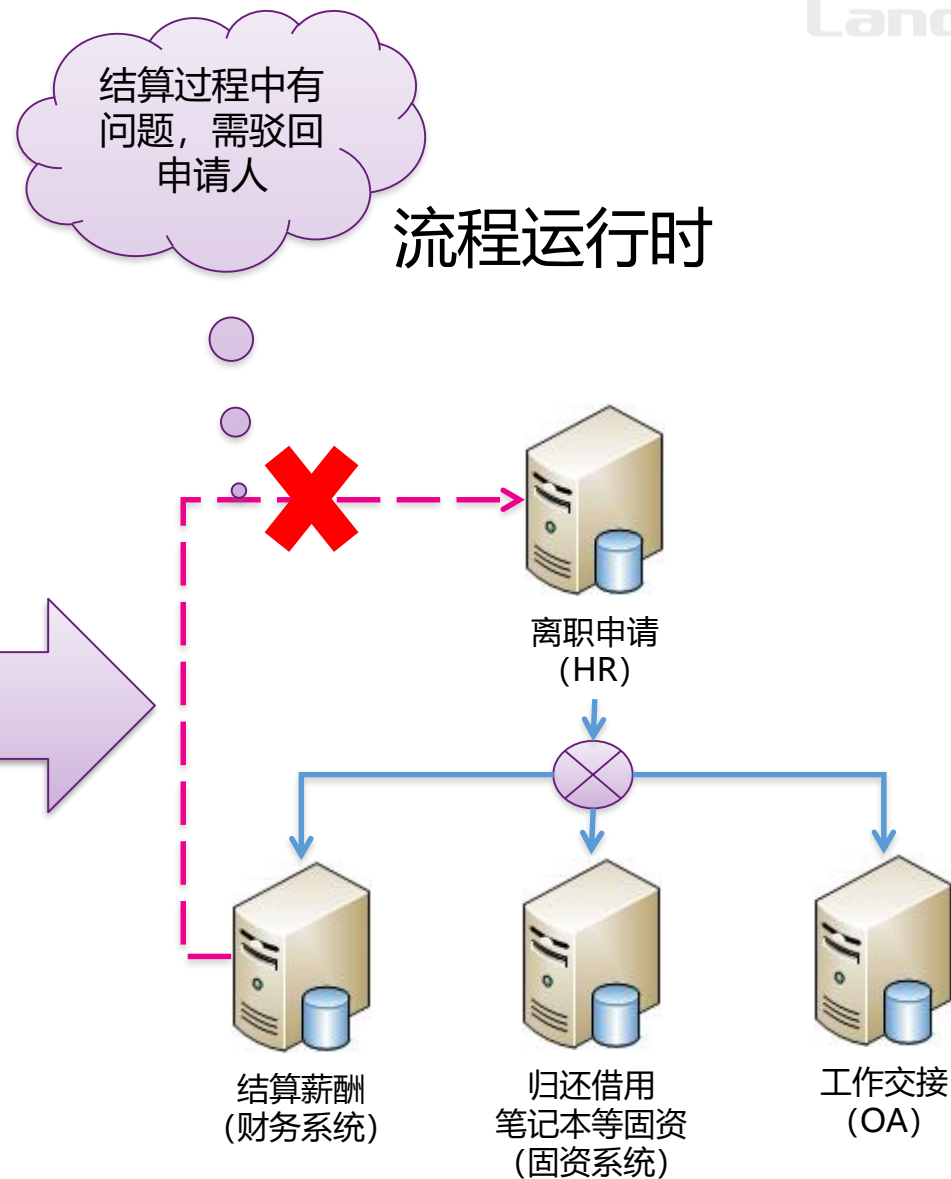 结算过程中有
问题，需驳回
申请人
流程运行时
离职申请
（HR）
结算薪酬
（财务系统）
归还借用
笔记本等固资
（固资系统）
工作交接
（OA）